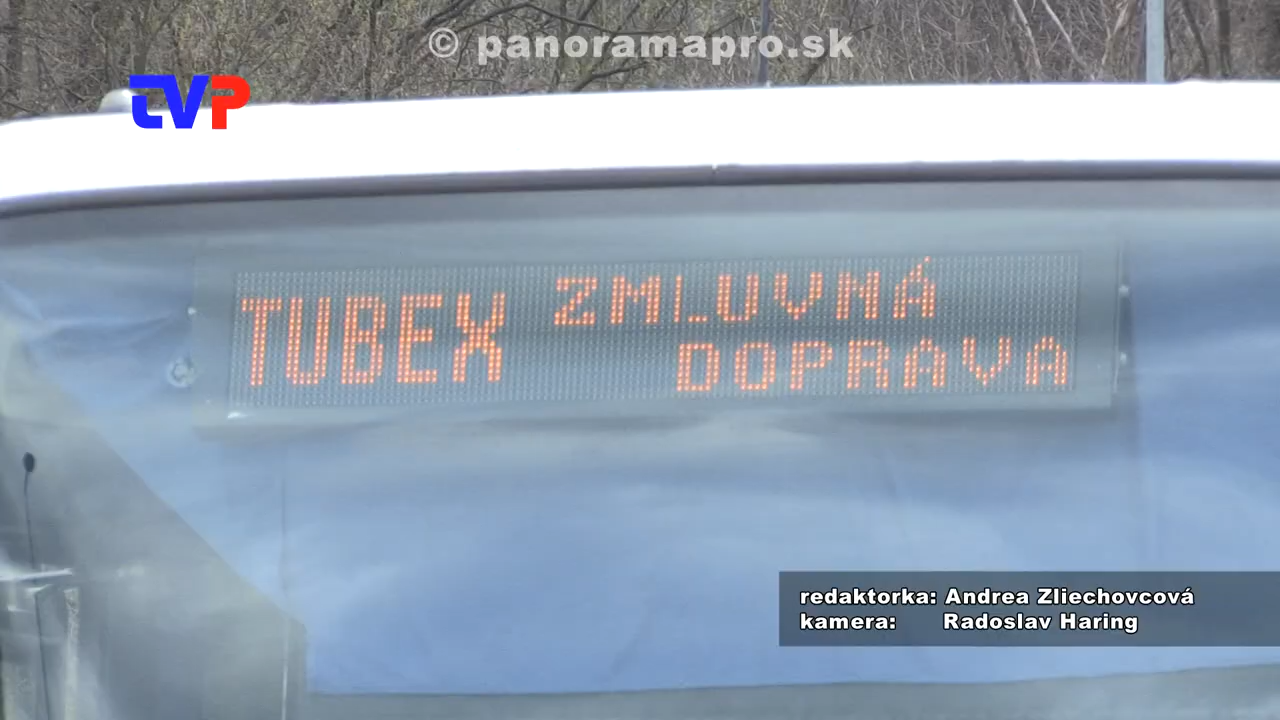 © panoramapro.sk
TVP
TUBEX ZMLUVNÁ
DOPRAVA
redaktorka: Andrea Zliechovcová
kamera: Radoslav Haring